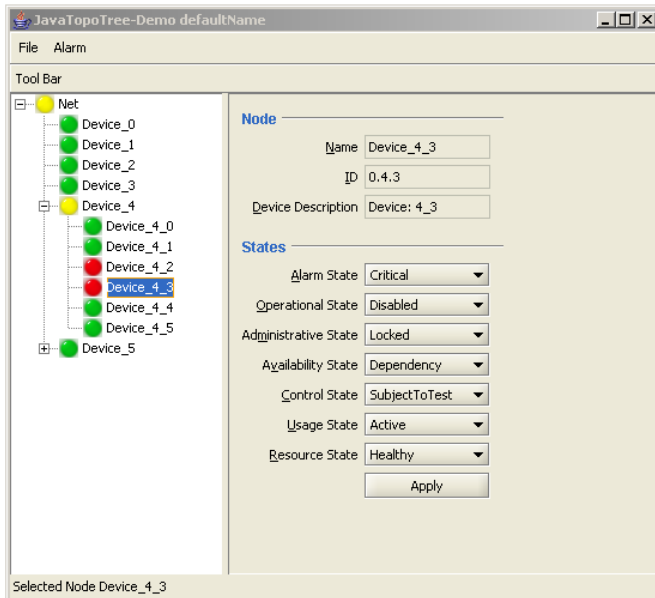 JavaTopoTree-Demo defaultName
File Alarm
Tool Bar
Net
Device_0
Device_1
Device_2
Device_3
Device_4
Device_4_0
Device_4_1
Device_4_2
Device_4_3
Device_4_4
Device_4_5
Device_5
Node
Name Device_4_3
ID 0.4.3
Device Description Device: 4_3
States
Alarm State Critical
Operational State Disabled
Administrative State Locked
Availability State Dependency
Control State SubjectToTest
Usage State Active
Resource State Healthy
Apply
Selected Node Device_4_3